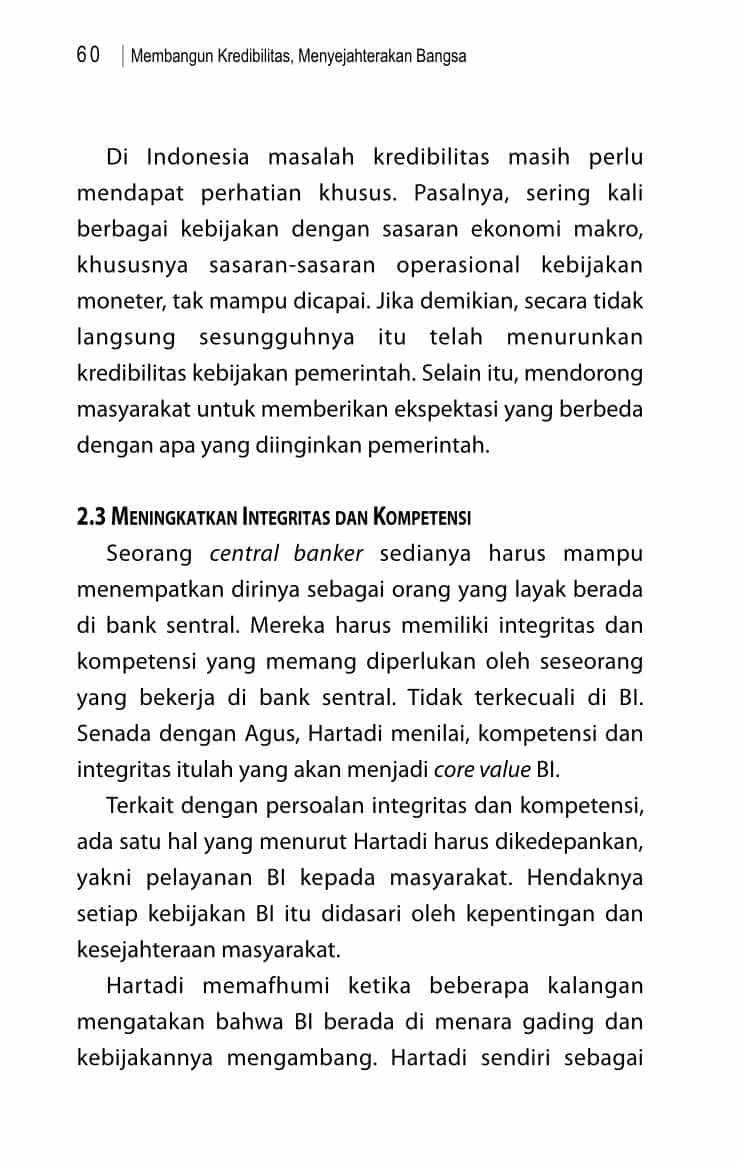 60 | Membangun Kredibilitas, Menyejahterakan Bangsa
Di Indonesia masalah kredibilitas masih perlu
mendapat perhatian khusus. Pasalnya, sering kali
berbagai kebijakan dengan sasaran ekonomi makro,
khususnya sasaran-sasaran operasional kebijakan
moneter, tak mampu dicapai. Jika demikian, secara tidak
langsung sesungguhnya itu telah menurunkan
kredibilitas kebijakan pemerintah. Selain itu, mendorong
masyarakat untuk memberikan ekspektasi yang berbeda
dengan apa yang diinginkan pemerintah.
2.3 Meningkatkan Integritas dan Kompetensi
Seorang central banker sedianya harus mampu
menempatkan dirinya sebagai orang yang layak berada
di bank sentral. Mereka harus memiliki integritas dan
kompetensi yang memang diperlukan oleh seseorang
yang bekerja di bank sentral. Tidak terkecuali di BI.
Senada dengan Agus, Hartadi menilai, kompetensi dan
integritas itulah yang akan menjadi core value BI.
Terkait dengan persoalan integritas dan kompetensi,
ada satu hal yang menurut Hartadi harus dikedepankan,
yakni pelayanan BI kepada masyarakat. Hendaknya
setiap kebijakan BI itu didasari oleh kepentingan dan
kesejahteraan masyarakat.
Hartadi memafhumi ketika beberapa kalangan
mengatakan bahwa BI berada di menara gading dan
kebijakannya mengambang. Hartadi sendiri sebagai